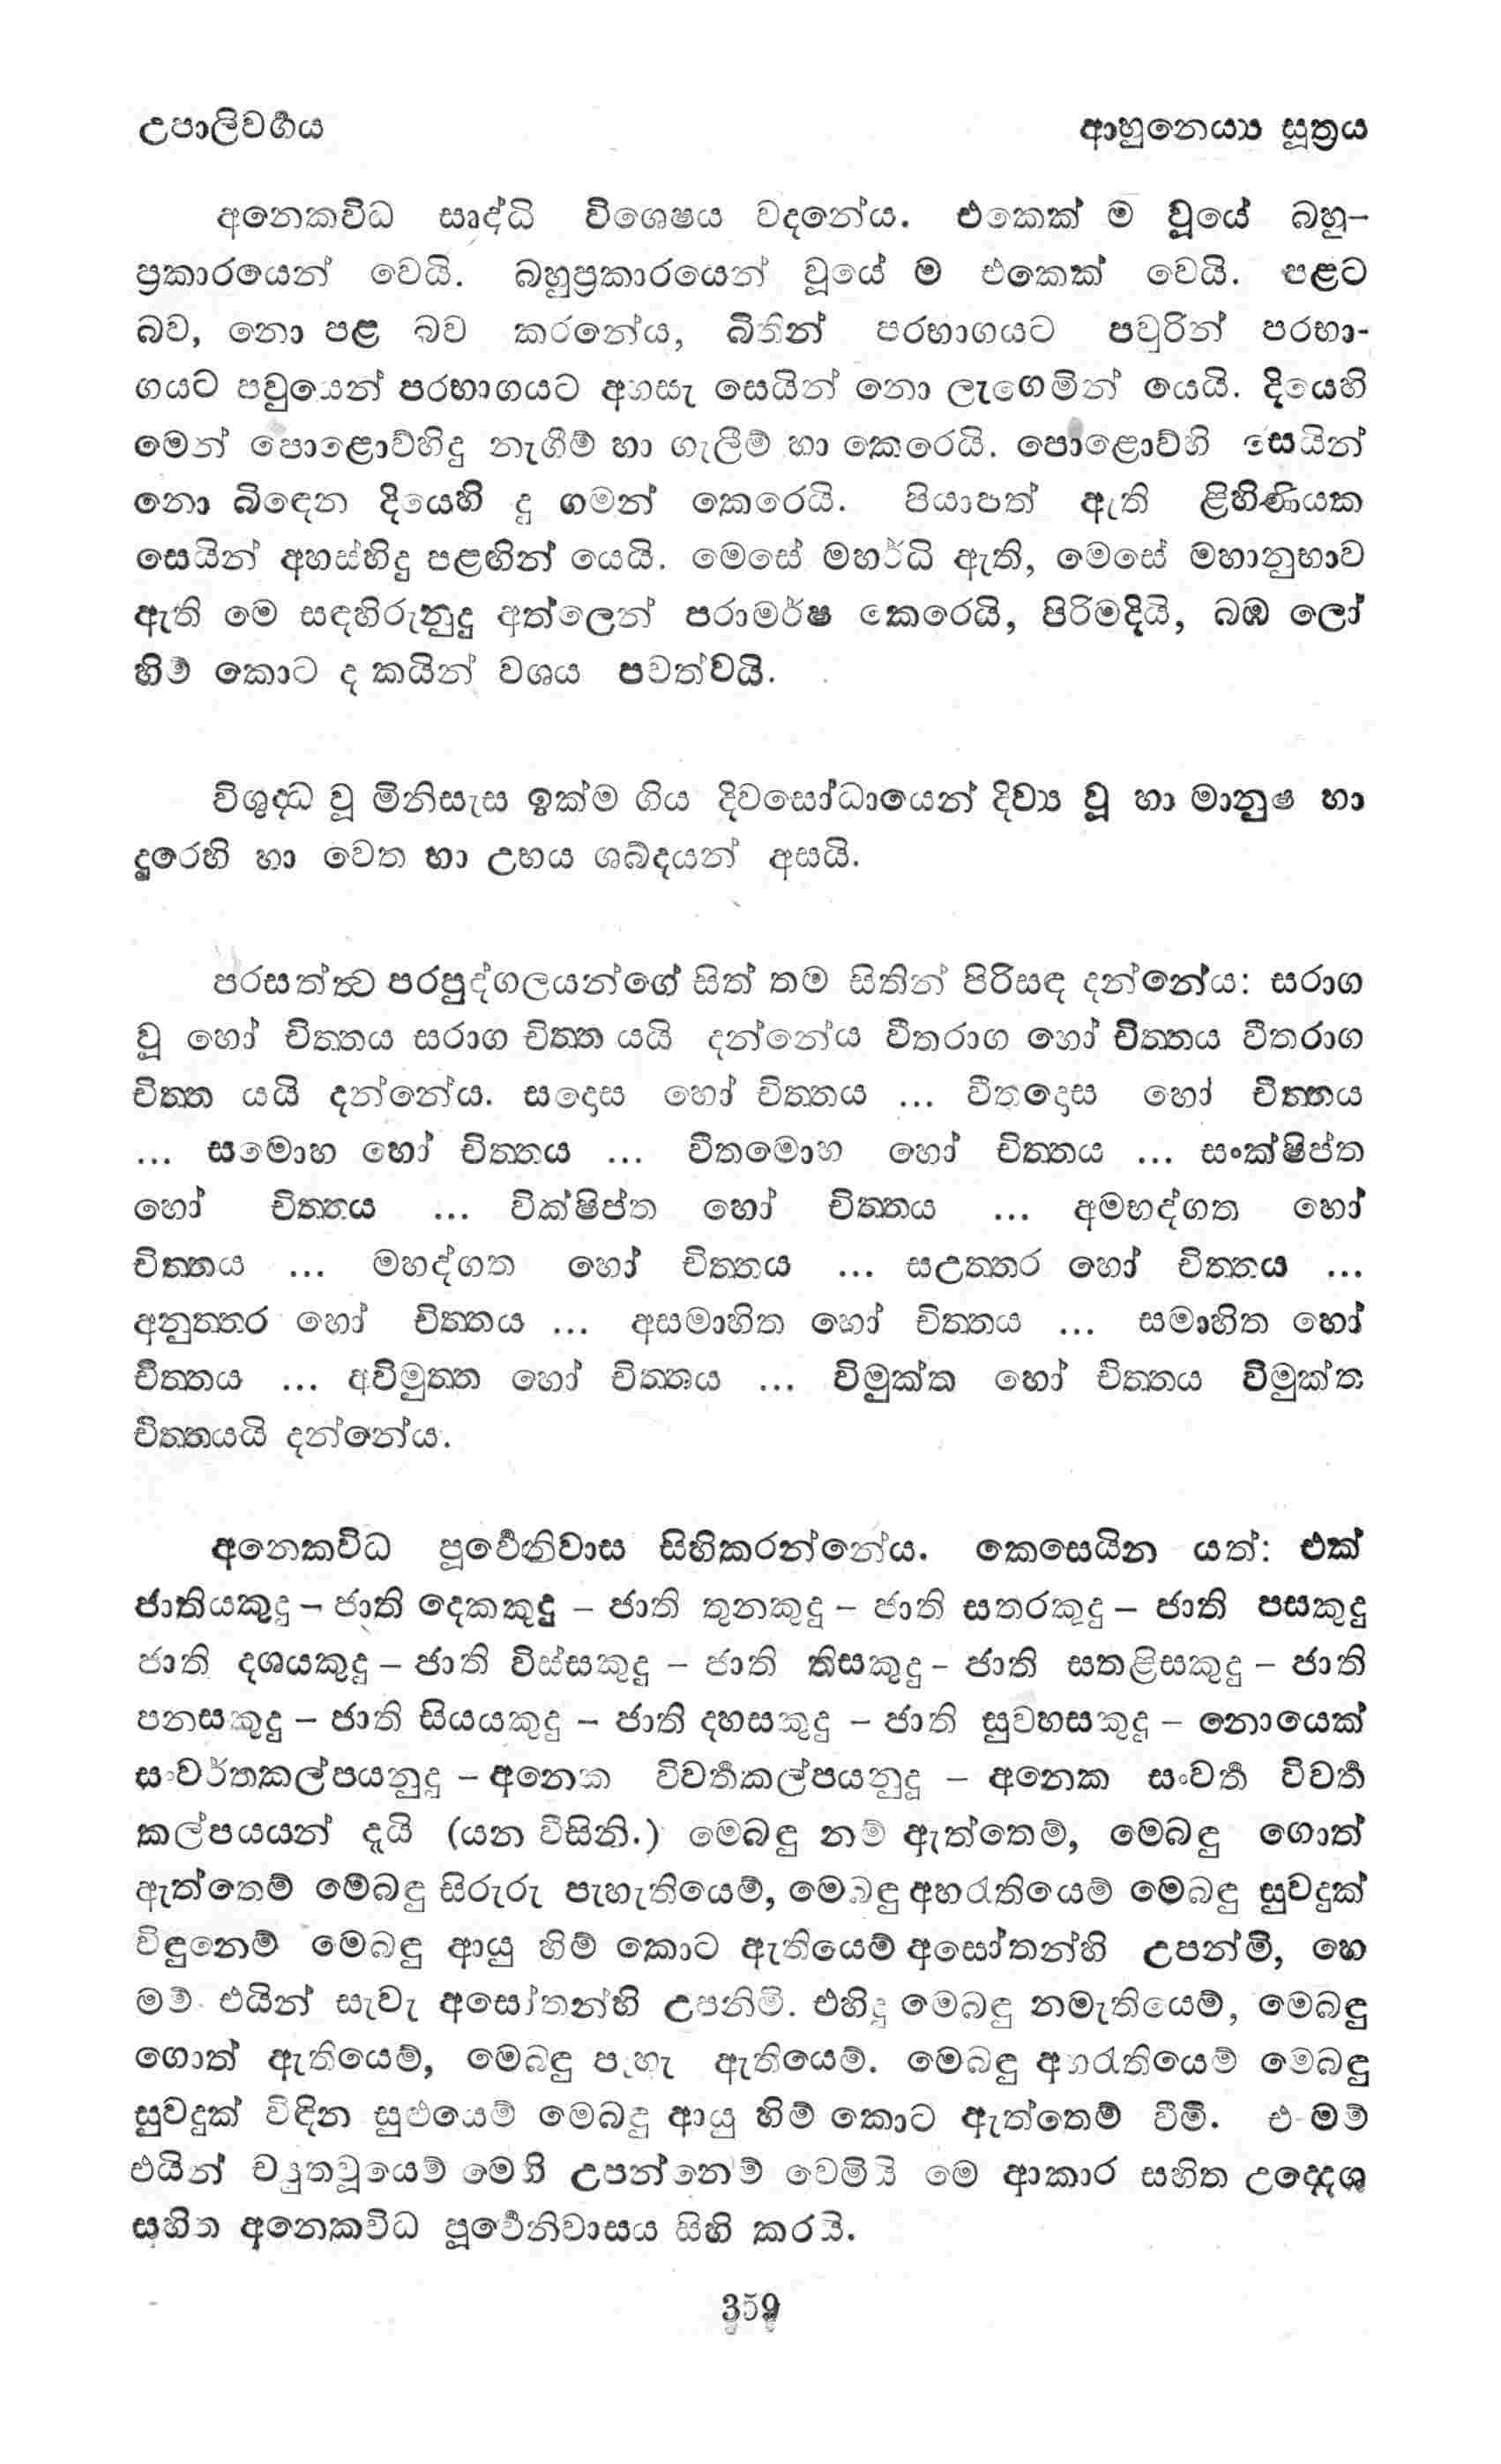 උපාලිවර්‍ගය ආහුනෙය්‍ය සූත්‍රය
අනෙකවිධ සෘද්ධි විශෙෂය වදනේය. එකෙක් ම වූයේ බහු-
ප්‍රකාරයෙන් වෙයි. බහුප්‍රකාරයෙන් වූයේ ම එකෙක් වෙයි. පළට
බව, නො පළ බව කරනේය, බිතින් පරභාගයට පවුරින් පරභා-
ගයට පවුයෙන් පරභාගයට අහසැ සෙයින් නො ලැගෙමින් යෙයි. දියෙහි
මෙන් පොළොව්හිදු නැගීම් හා ගැලීම් හා කෙරෙයි. පොළොව්හි සෙයින්
නො බිඳෙන දියෙහි දු ගමන් කෙරෙයි. පියාපත් ඇති ළිහිණියක
සෙයින් අහස්හිදු පළඟින් යෙයි. මෙසේ මහර්ධි ඇති, මෙසේ මහානුභාව
ඇති මෙ සඳහිරුනුදු අත්ලෙන් පරාමර්ෂ කෙරෙයි, පිරිමදියි, බඹ ලෝ
හිම් කොට ද කයින් වශය පවත්වයි.
විශුද්ධ වූ මිනිසැස ඉක්ම ගිය දිවසෝධායෙන් දිව්‍ය වූ හා මානුෂ හා
දූරෙහි හා වෙත හා උභය ශබ්දයන් අසයි.
පරසත්ත්‍ව පරපුද්ගලයන්ගේ සිත් තම සිතින් පිරිසඳ දන්නේය: සරාග
වූ හෝ චිත්තය සරාග චිත්ත යයි දන්නේය වීතරාග හෝ චිත්තය වීතරාග
චිත්ත යයි දන්නේය. සදොස හෝ චිත්තය ... වීතදොස හෝ චිත්තය
... සමොහ හෝ චිත්තය ... වීතමොහ හෝ චිත්තය ... සංක්ෂිප්ත
හෝ චිත්තය ... වික්ෂිප්ත හෝ චිත්තය ... අමහද්ගත හෝ
චිත්තය ... මහද්ගත හෝ චිත්තය ... සඋත්තර හෝ චිත්තය ...
අනුත්තර හෝ චිත්තය ... අසමාහිත හෝ චිත්තය ... සමාහිත හෝ
චිත්තය ... අවිමුත්ත හෝ චිත්තය ... විමුක්ත හෝ චිත්තය විමුක්ත
චිත්තයයි දන්නේය.
අනෙකවිධ පූර්‍වෙනිවාස සිහිකරන්නේය. කෙසෙයින යත්: එක්
ජාතියකුදු – ජාති දෙකකුදු – ජාති තුනකුදු – ජාති සතරකුදු – ජාති පසකුදු
ජාති දශයකුදු – ජාති විස්සකුදු – ජාති තිසකුදු – ජාති සතළිසකුදු – ජාති
පනසකුදු – ජාති සියයකුදු – ජාති දහසකුදු – ජාති සුවහසකුදු – නොයෙක්
සංවර්තකල්පයනුදු – අනෙක විවර්‍තකල්පයනුදු – අනෙක සංවර්‍ත විවර්‍ත
කල්පයයන් දැයි (යන විසිනි.) මෙබඳු නම් ඇත්තෙම්, මෙබඳු ගොත්
ඇත්තෙම් මෙබඳු සිරුරු පැහැතියෙම්, මෙබඳු අහරැතියෙම් මෙබඳු සුවදුක්
විඳුනෙම් මෙබඳු ආයු හිම් කොට ඇතියෙම් අසෝතන්හි උපන්මි, හෙ
මම් එයින් සැවැ අසෝතන්හි උපනිමි. එහිදු මෙබඳු නමැතියෙම්, මෙබඳු
ගොත් ඇතියෙම්, මෙබඳු පැහැ ඇතියෙම්. මෙබඳු අහරැතියෙම් මෙබඳු
සුවදුක් විඳින සුළුයෙම් මෙබඳු ආයු හිම් කොට ඇත්තෙම් වීමි. එ මම්
එයින් ච්‍යුතවූයෙම් මෙහි උපන්නෙම් වෙමියි මෙ ආකාර සහිත උද්දෙශ
සහිත අනෙකවිධ පූර්‍වෙනිවාසය සිහි කරයි.
359